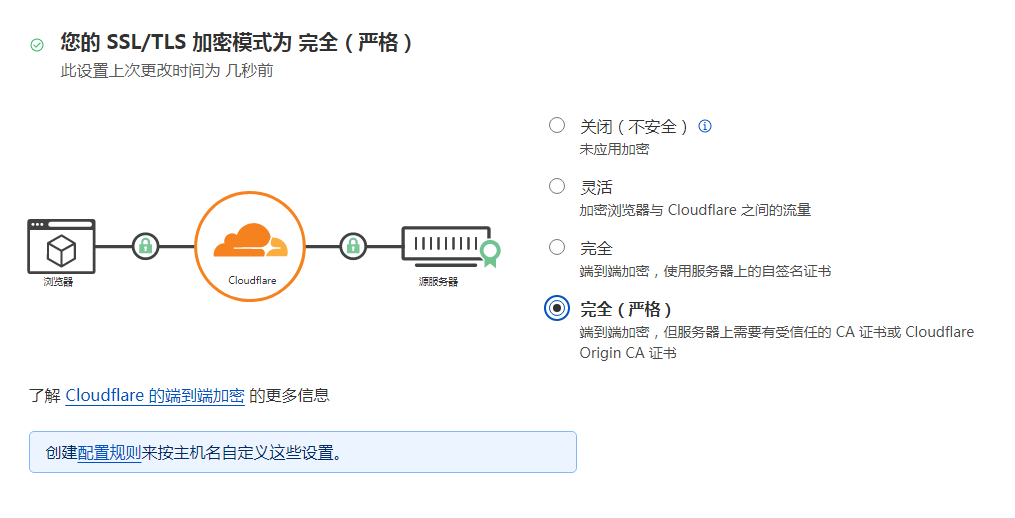 您的 SSL/TLS 加密模式为 完全（严格）
此设置上次更改时间为 几秒前
关闭（不安全）
未应用加密
灵活
加密浏览器与 Cloudflare 之间的流量
完全
端到端加密，使用服务器上的自签名证书
完全（严格）
端到端加密，但服务器上需要有受信任的 CA 证书或 Cloudflare
Origin CA 证书
浏览器
Cloudflare
源服务器
了解 Cloudflare 的端到端加密 的更多信息
创建配置规则来按主机名自定义这些设置。